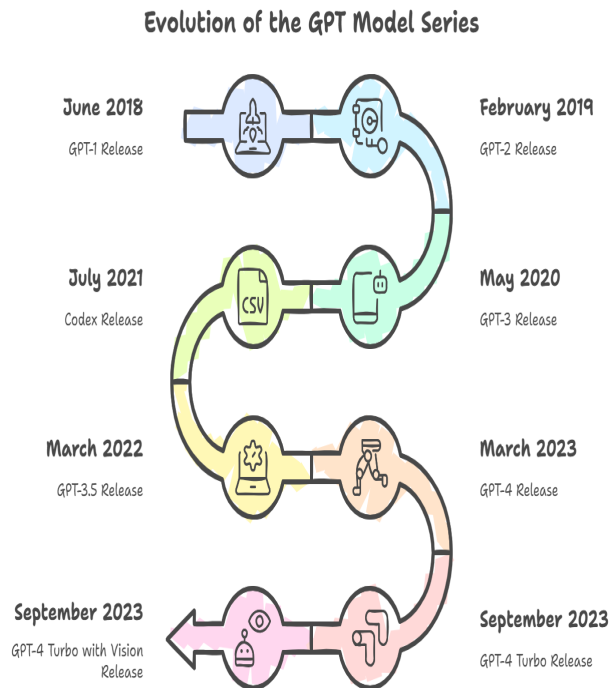 Evolution of the GPT Model Series
June 2018
GPT-1 Release
February 2019
GPT-2 Release
May 2020
GPT-3 Release
July 2021
Codex Release
CSV
March 2022
GPT-3.5 Release
March 2023
GPT-4 Release
September 2023
GPT-4 Turbo Release
September 2023
GPT-4 Turbo with Vision
Release